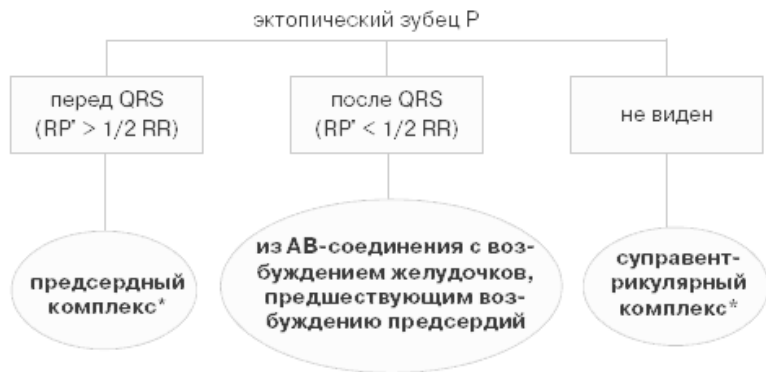 эктопический зубец P
перед QRS
(RP' > 1/2 RR)
после QRS
(RP' < 1/2 RR)
не виден
предсердный
комплекс*
из АВ-соединения с воз-
буждением желудочков,
предшествующим воз-
буждению предсердий
суправент-
рикулярный
комплекс*